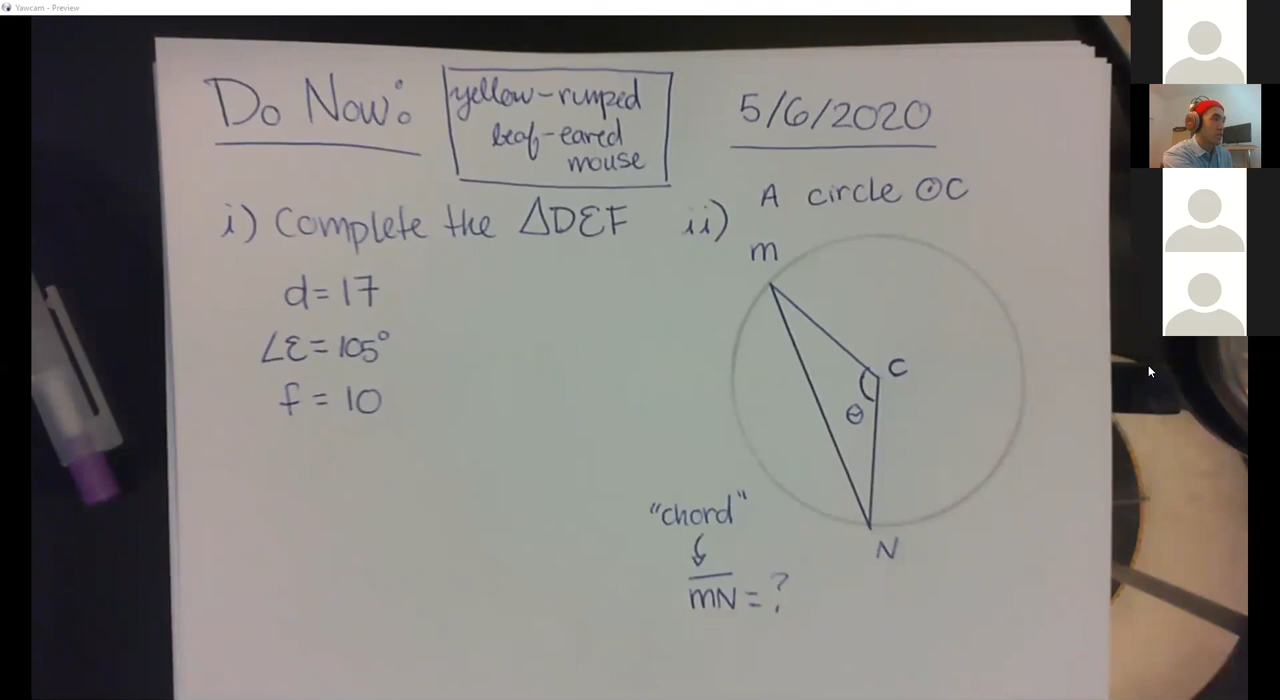 Yawcam - Preview
Do Now:
yellow-rumped
leaf-eared
mouse
5/6/2020
i) Complete the △DEF
d=17
∠E=105°
f=10
ii) A circle ⊙C
M
C
θ
N
"chord"
MN=?